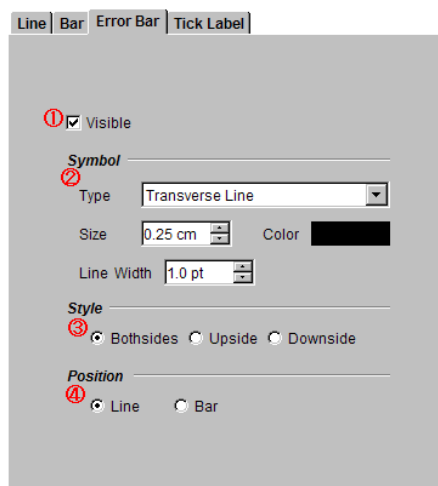 Line Bar Error Bar Tick Label
① Visible
Symbol
②
Type Transverse Line
Size 0.25 cm Color
Line Width 1.0 pt
Style
③ Bothsides Upside Downside
Position
④ Line Bar